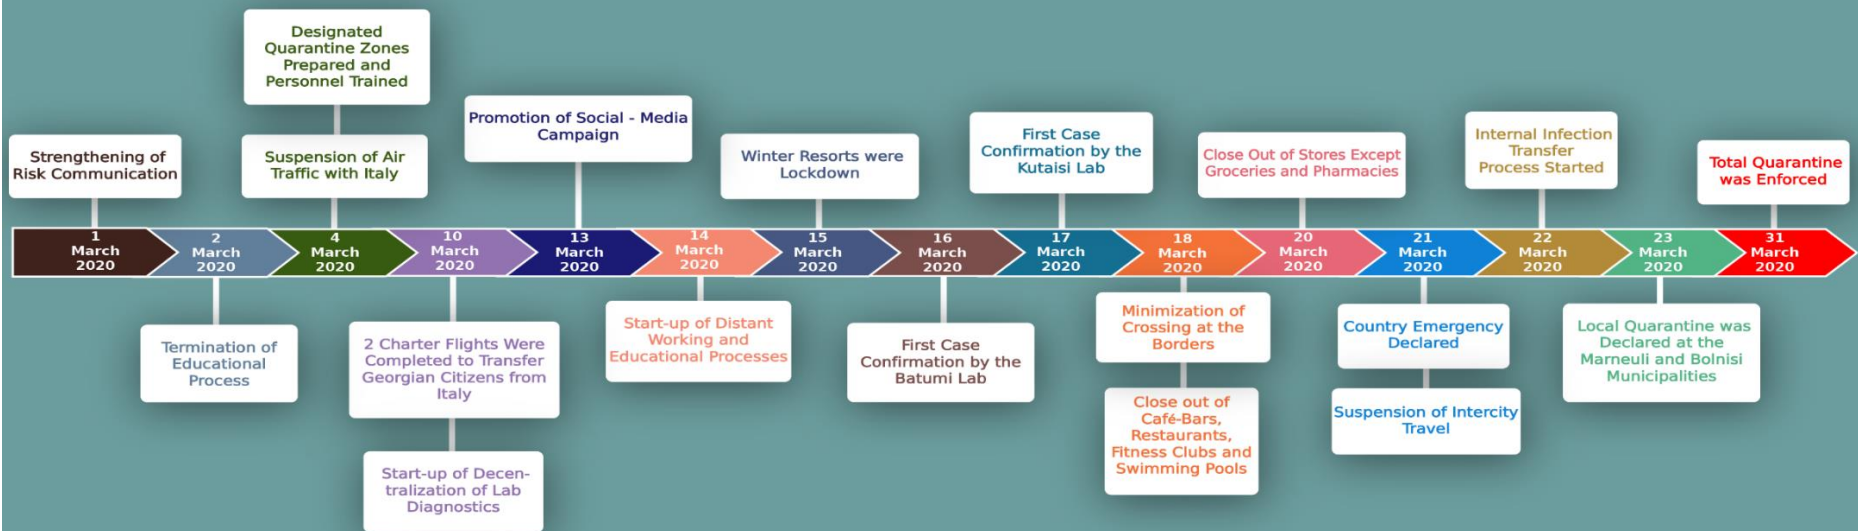 Designated
Quarantine Zones
Prepared and
Personnel Trained
Strengthening of
Risk Communication
Suspension of Air
Traffic with Italy
Promotion of Social - Media
Campaign
Winter Resorts were
Lockdown
First Case
Confirmation by the
Kutaisi Lab
Close Out of Stores Except
Groceries and Pharmacies
Internal Infection
Transfer
Process Started
Total Quarantine
was Enforced
1
March
2020
2
March
2020
4
March
2020
10
March
2020
13
March
2020
14
March
2020
15
March
2020
16
March
2020
17
March
2020
18
March
2020
20
March
2020
21
March
2020
22
March
2020
23
March
2020
31
March
2020
Termination of
Educational
Process
2 Charter Flights Were
Completed to Transfer
Georgian Citizens from
Italy
Start-up of Decen-
tralization of Lab
Diagnostics
Start-up of Distant
Working and
Educational Processes
First Case
Confirmation by the
Batumi Lab
Minimization of
Crossing at the
Borders
Close out of
Café-Bars,
Restaurants,
Fitness Clubs and
Swimming Pools
Country Emergency
Declared
Suspension of Intercity
Travel
Local Quarantine was
Declared at the
Marneuli and Bolnisi
Municipalities